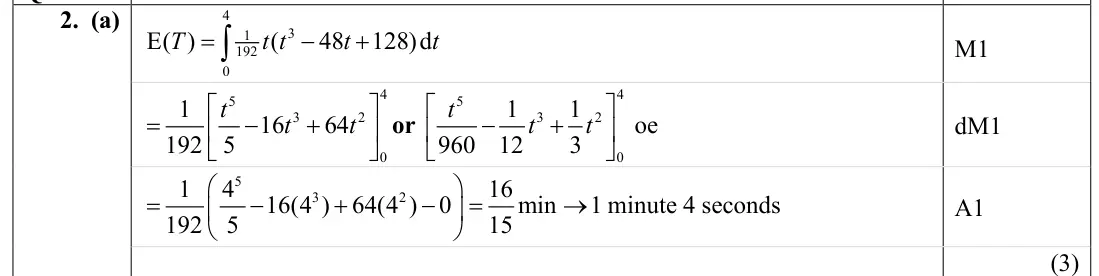 2. (a)
E(T) = ∫₀⁴ 1/192 t(t³ − 48t + 128) dt M1
= 1/192 [t⁵/5 − 16t³ + 64t²]₀⁴ or [t⁵/960 − 1/12 t³ + 1/3 t²]₀⁴ oe dM1
= 1/192 (4⁵/5 − 16(4³) + 64(4²) − 0) = 16/15 min → 1 minute 4 seconds A1
(3)